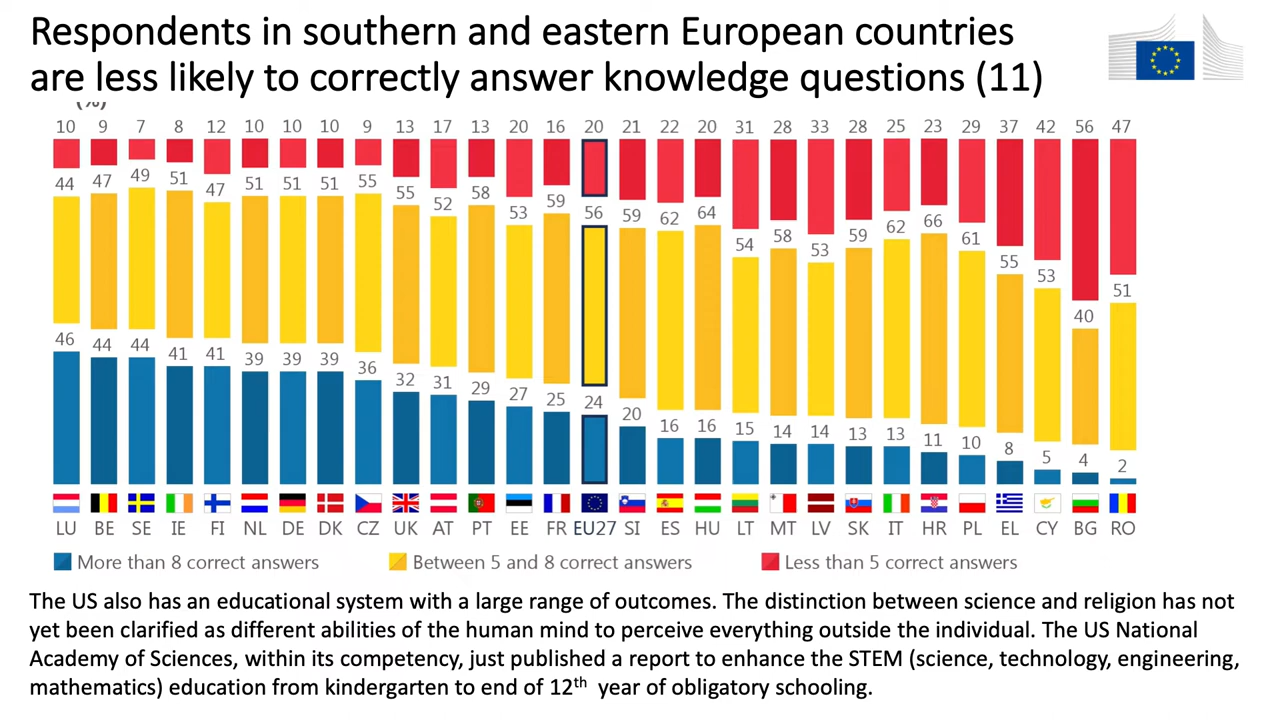 Respondents in southern and eastern European countries
are less likely to correctly answer knowledge questions (11)
(%)
10 9 7 8 12 10 10 10 9 13 17 13 20 16 20 21 22 20 31 28 33 28 25 23 29 37 42 56 47
44 47 49 51 47 51 51 51 55 55 52 58 53 59 56 59 62 64 54 58 53 59 62 66 61 55 53 40 51
46 44 44 41 41 39 39 39 36 32 31 29 27 25 24 20 16 16 15 14 14 13 13 11 10 8 5 4 2
LU BE SE IE FI NL DE DK CZ UK AT PT EE FR EU27 SI ES HU LT MT LV SK IT HR PL EL CY BG RO
More than 8 correct answers Between 5 and 8 correct answers Less than 5 correct answers
The US also has an educational system with a large range of outcomes. The distinction between science and religion has not
yet been clarified as different abilities of the human mind to perceive everything outside the individual. The US National
Academy of Sciences, within its competency, just published a report to enhance the STEM (science, technology, engineering,
mathematics) education from kindergarten to end of 12th year of obligatory schooling.